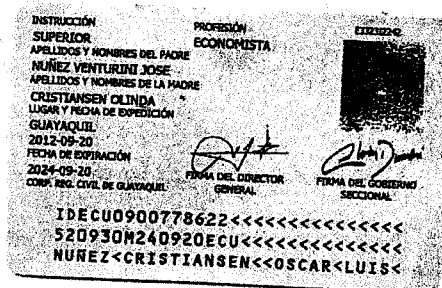 INSTRUCCIÓN
SUPERIOR
PROFESIÓN
ECONOMISTA
APELLIDOS Y NOMBRES DEL PADRE
NUÑEZ VENTURINI JOSE
APELLIDOS Y NOMBRES DE LA MADRE
CRISTIANSEN OLINDA
LUGAR Y FECHA DE EXPEDICIÓN
GUAYAQUIL
2012-09-20
FECHA DE EXPIRACIÓN
2024-09-20
CORP. REG. CIVIL DE GUAYAQUIL
FIRMA DEL DIRECTOR
GENERAL
FIRMA DEL GOBIERNO
SECCIONAL
IDECU0900778622<<<<<<<<<<<<<<<
520930M240920ECU<<<<<<<<<<<<<<
NUÑEZ<CRISTIANSEN<<OSCAR<LUIS<